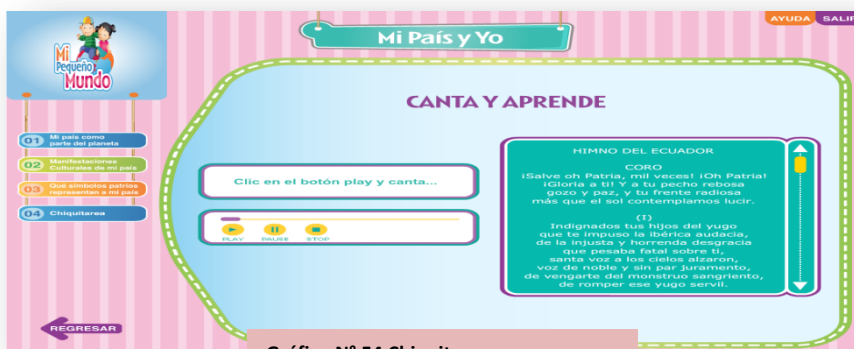 AYUDA SALIR
Mi País y Yo
Mi
Pequeño
Mundo
CANTA Y APRENDE
01 Mi país como
parte del planeta
02 Manifestaciones
Culturales de mi país
03 Qué símbolos patrios
representan a mi país
04 Chiquitarea
Clic en el botón play y canta...
PLAY PAUSE STOP
HIMNO DEL ECUADOR
CORO
¡Salve oh Patria, mil veces! ¡Oh Patria!
¡Gloria a ti! Y a tu pecho rebosa
gozo y paz, y tu frente radiosa
más que el sol contemplamos lucir.
(I)
Indignados tus hijos del yugo
que te impuso la ibérica audacia,
de la injusta y horrenda desgracia
que pesaba fatal sobre ti,
santa voz a los cielos alzaron,
voz de noble y sin par juramento,
de vengarte del monstruo sangriento,
de romper ese yugo servil.
REGRESAR